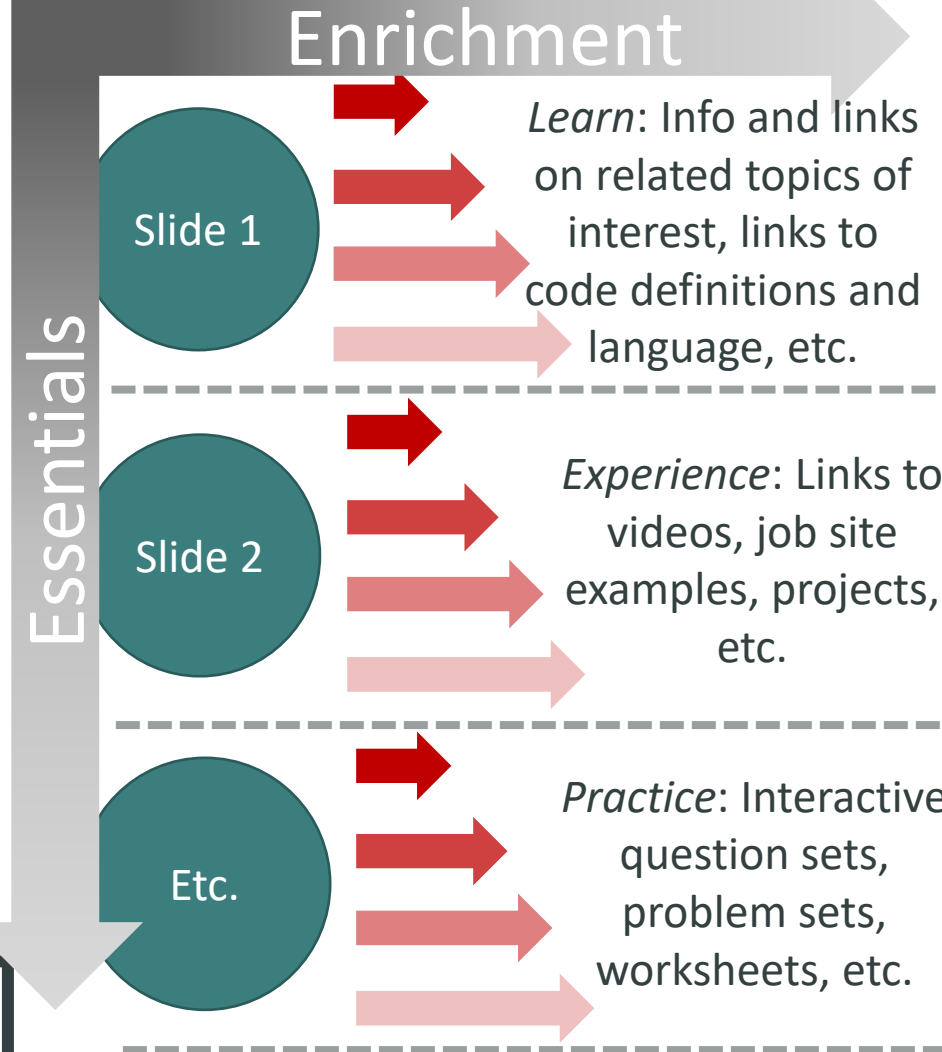 Enrichment
Essentials
Slide 1
Learn: Info and links
on related topics of
interest, links to
code definitions and
language, etc.
Slide 2
Experience: Links to
videos, job site
examples, projects,
etc.
Etc.
Practice: Interactive
question sets,
problem sets,
worksheets, etc.